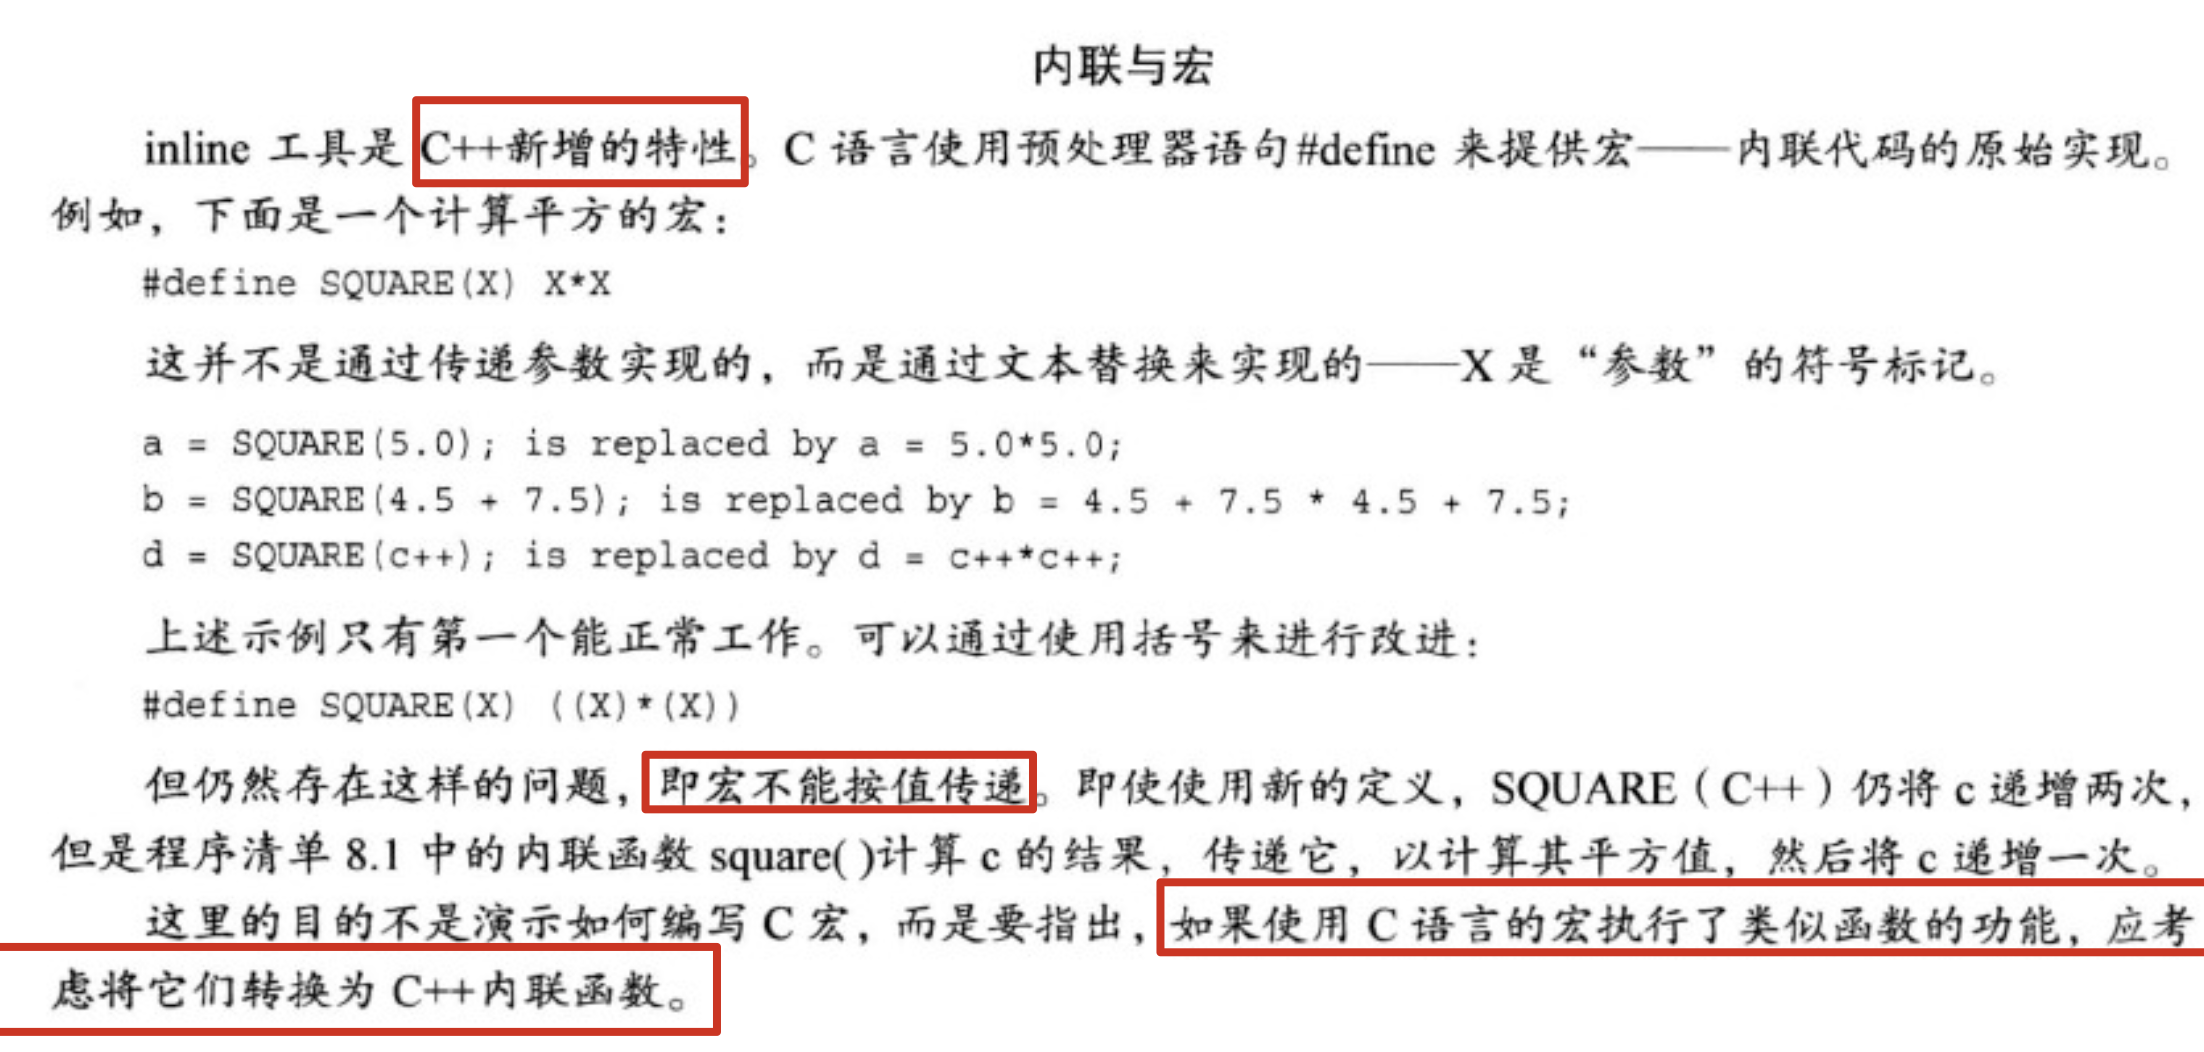 内联与宏
inline 工具是 C++新增的特性。C 语言使用预处理器语句#define 来提供宏——内联代码的原始实现。
例如，下面是一个计算平方的宏：
#define SQUARE(X) X*X
这并不是通过传递参数实现的，而是通过文本替换来实现的——X 是“参数”的符号标记。
a = SQUARE(5.0); is replaced by a = 5.0*5.0;
b = SQUARE(4.5 + 7.5); is replaced by b = 4.5 + 7.5 * 4.5 + 7.5;
d = SQUARE(c++); is replaced by d = c++*c++;
上述示例只有第一个能正常工作。可以通过使用括号来进行改进：
#define SQUARE(X) ((X)*(X))
但仍然存在这样的问题，即宏不能按值传递。即使使用新的定义，SQUARE（C++）仍将 c 递增两次，
但是程序清单 8.1 中的内联函数 square( )计算 c 的结果，传递它，以计算其平方值，然后将 c 递增一次。
这里的目的不是演示如何编写 C 宏，而是要指出，如果使用 C 语言的宏执行了类似函数的功能，应考
虑将它们转换为 C++内联函数。